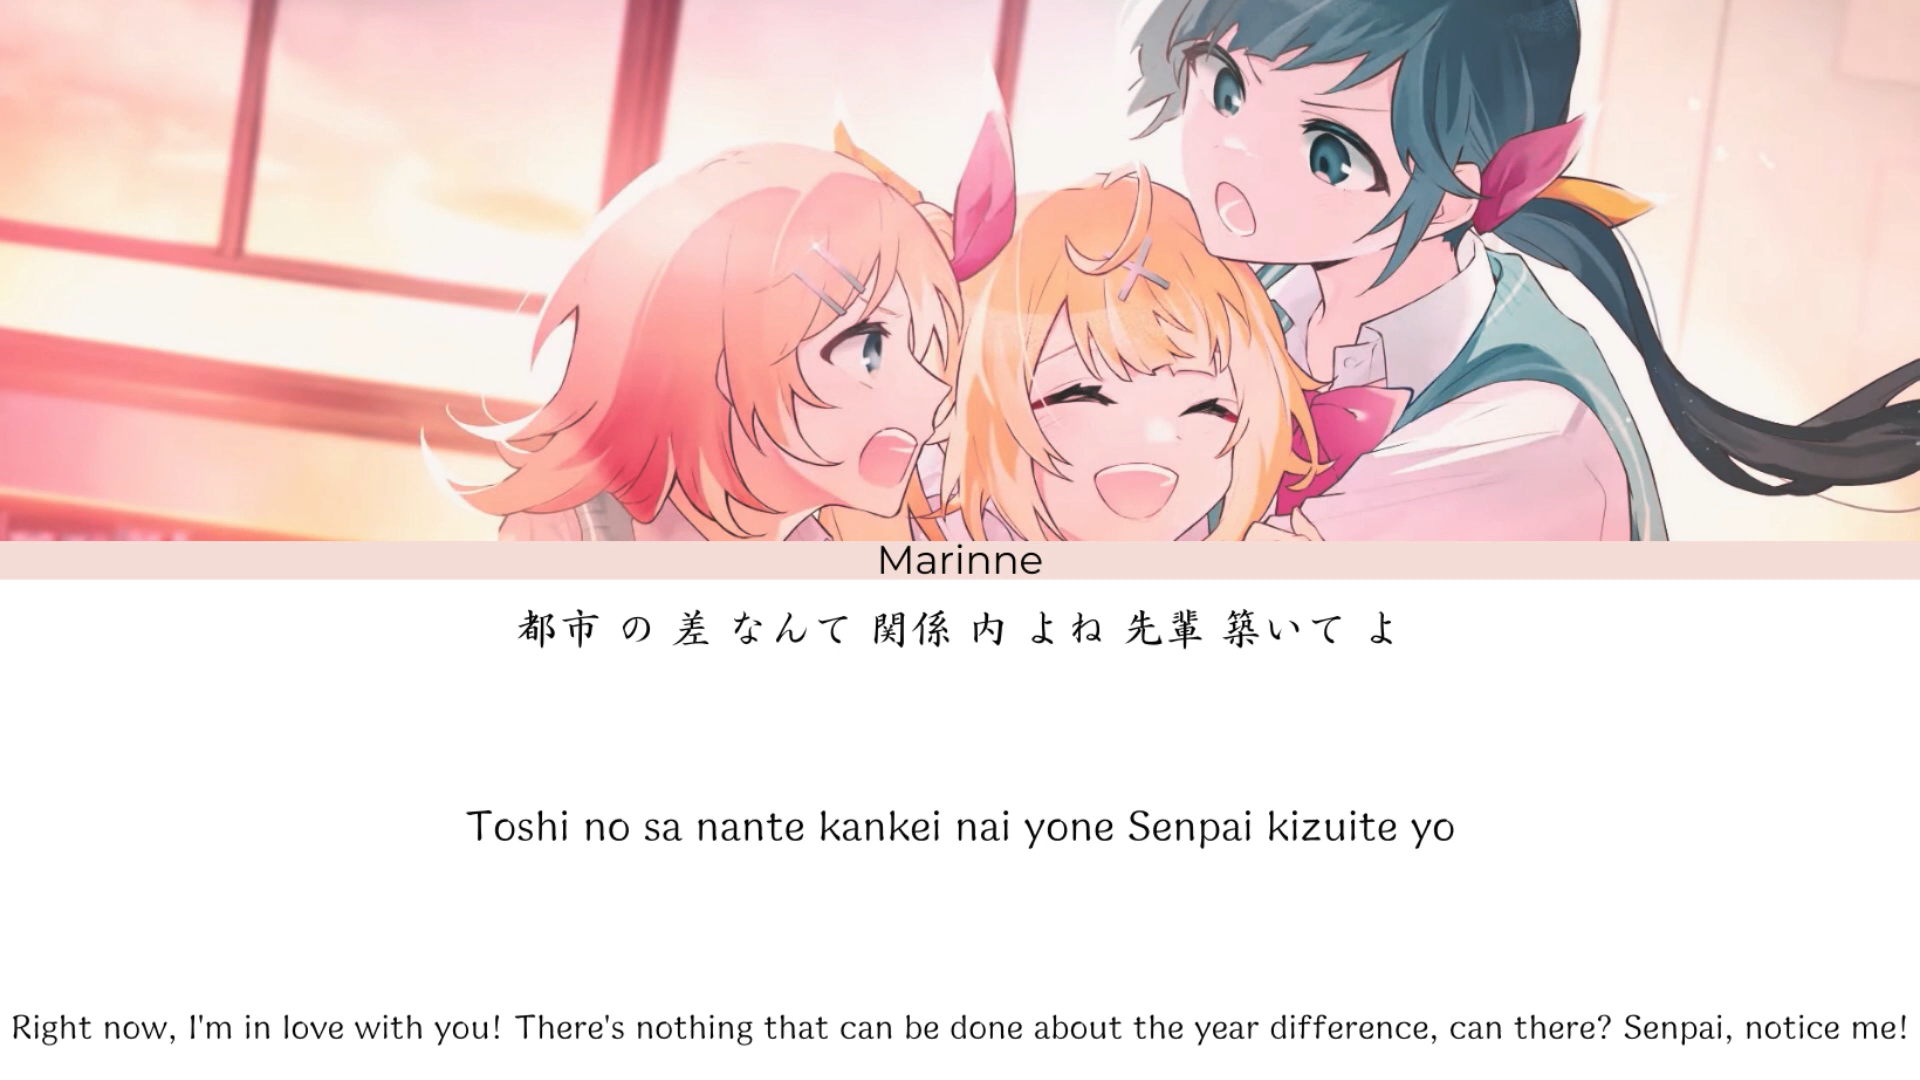 Marinne
都市 の 差 なんて 関係 内 よね 先輩 築いて よ
Toshi no sa nante kankei nai yone Senpai kizuite yo
Right now, I'm in love with you! There's nothing that can be done about the year difference, can there? Senpai, notice me!